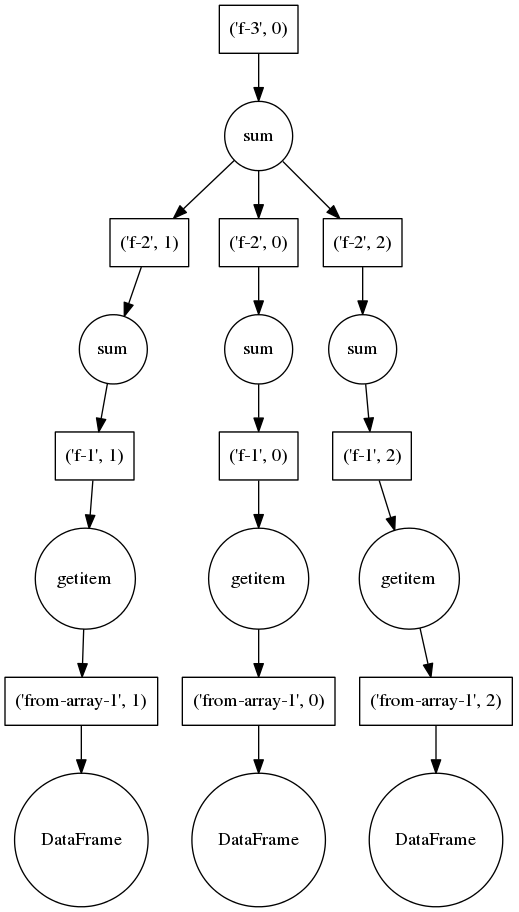 ('f-3', 0)
sum
('f-2', 1)
('f-2', 0)
('f-2', 2)
sum
sum
sum
('f-1', 1)
('f-1', 0)
('f-1', 2)
getitem
getitem
getitem
('from-array-1', 1)
('from-array-1', 0)
('from-array-1', 2)
DataFrame
DataFrame
DataFrame